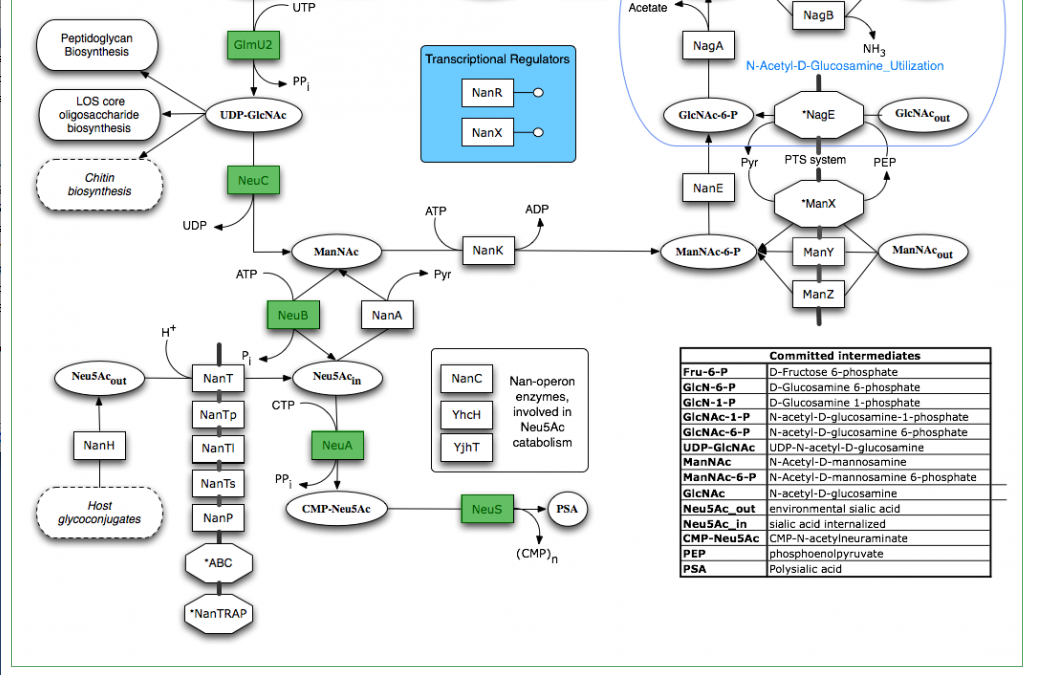 UTP
Acetate
NagB
Peptidoglycan
Biosynthesis
GlmU2
NagA
NH3
Transcriptional Regulators
N-Acetyl-D-Glucosamine_Utilization
PPi
NanR
LOS core
oligosaccharide
biosynthesis
UDP-GlcNAc
GlcNAc-6-P
*NagE
GlcNAcout
NanX
Pyr
PTS system
PEP
Chitin
biosynthesis
NeuC
NanE
*ManX
UDP
ATP
ADP
ManNAc
NanK
ManNAc-6-P
ManY
ManNAcout
ATP
Pyr
ManZ
NeuB
NanA
H+
Pi
Neu5Acout
NanT
Neu5Acin
NanC
YhcH
YjhT
Nan-operon
enzymes,
involved in
Neu5Ac
catabolism
CTP
NanTp
NanH
NanTl
NeuA
NanTs
PPi
Host
glycoconjugates
NanP
CMP-Neu5Ac
NeuS
PSA
(CMP)n
*ABC
*NanTRAP
Committed intermediates
Fru-6-P D-Fructose 6-phosphate
GlcN-6-P D-Glucosamine 6-phosphate
GlcN-1-P D-Glucosamine 1-phosphate
GlcNAc-1-P N-acetyl-D-glucosamine-1-phosphate
GlcNAc-6-P N-acetyl-D-glucosamine 6-phosphate
UDP-GlcNAc UDP-N-acetyl-D-glucosamine
ManNAc N-Acetyl-D-mannosamine
ManNAc-6-P N-Acetyl-D-mannosamine 6-phosphate
GlcNAc N-acetyl-D-glucosamine
Neu5Ac_out environmental sialic acid
Neu5Ac_in sialic acid internalized
CMP-Neu5Ac CMP-N-acetylneuraminate
PEP phosphoenolpyruvate
PSA Polysialic acid